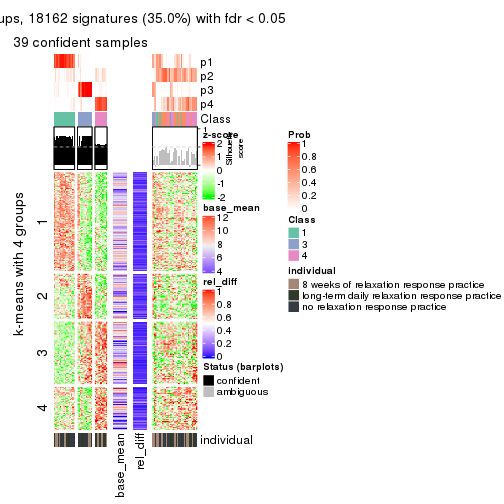 ups, 18162 signatures (35.0%) with fdr < 0.05
39 confident samples
p1
p2
p3
p4
Class
1
Silhouette
score
k-means with 4 groups
1
2
3
4
individual
base_mean
rel_diff
z-score
2
1
0
-1
-2
base_mean
12
10
8
6
4
rel_diff
1
0.8
0.6
0.4
0.2
0
Status (barplots)
confident
ambiguous
Prob
1
0.8
0.6
0.4
0.2
0
Class
1
3
4
individual
8 weeks of relaxation response practice
long-term daily relaxation response practice
no relaxation response practice